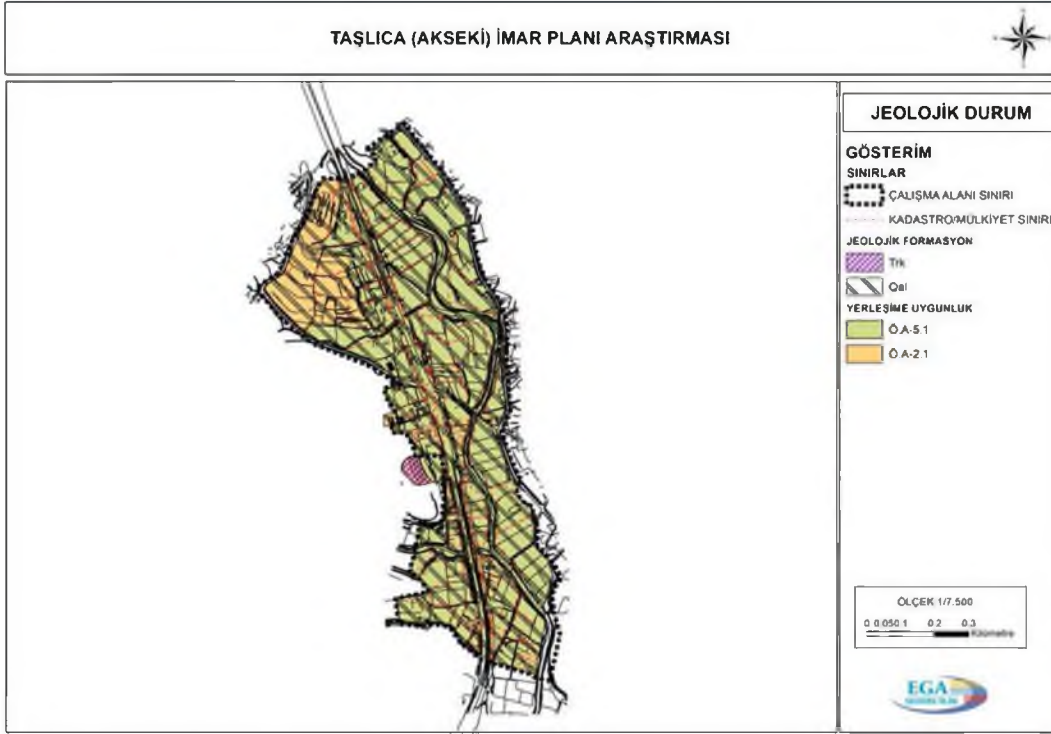 TAŞLICA (AKSEKİ) İMAR PLANI ARAŞTIRMASI
JEOLOJİK DURUM
GÖSTERİM
SINIRLAR
ÇALIŞMA ALANI SINIRI
KADASTRO/MÜLKİYET SINIRI
JEOLOJİK FORMASYON
Trk
Qal
YERLEŞİME UYGUNLUK
Ö.A-5.1
Ö.A-2.1
ÖLÇEK 1/7.500
0 0.05 0.1 0.2 0.3
Kilometre
EGA